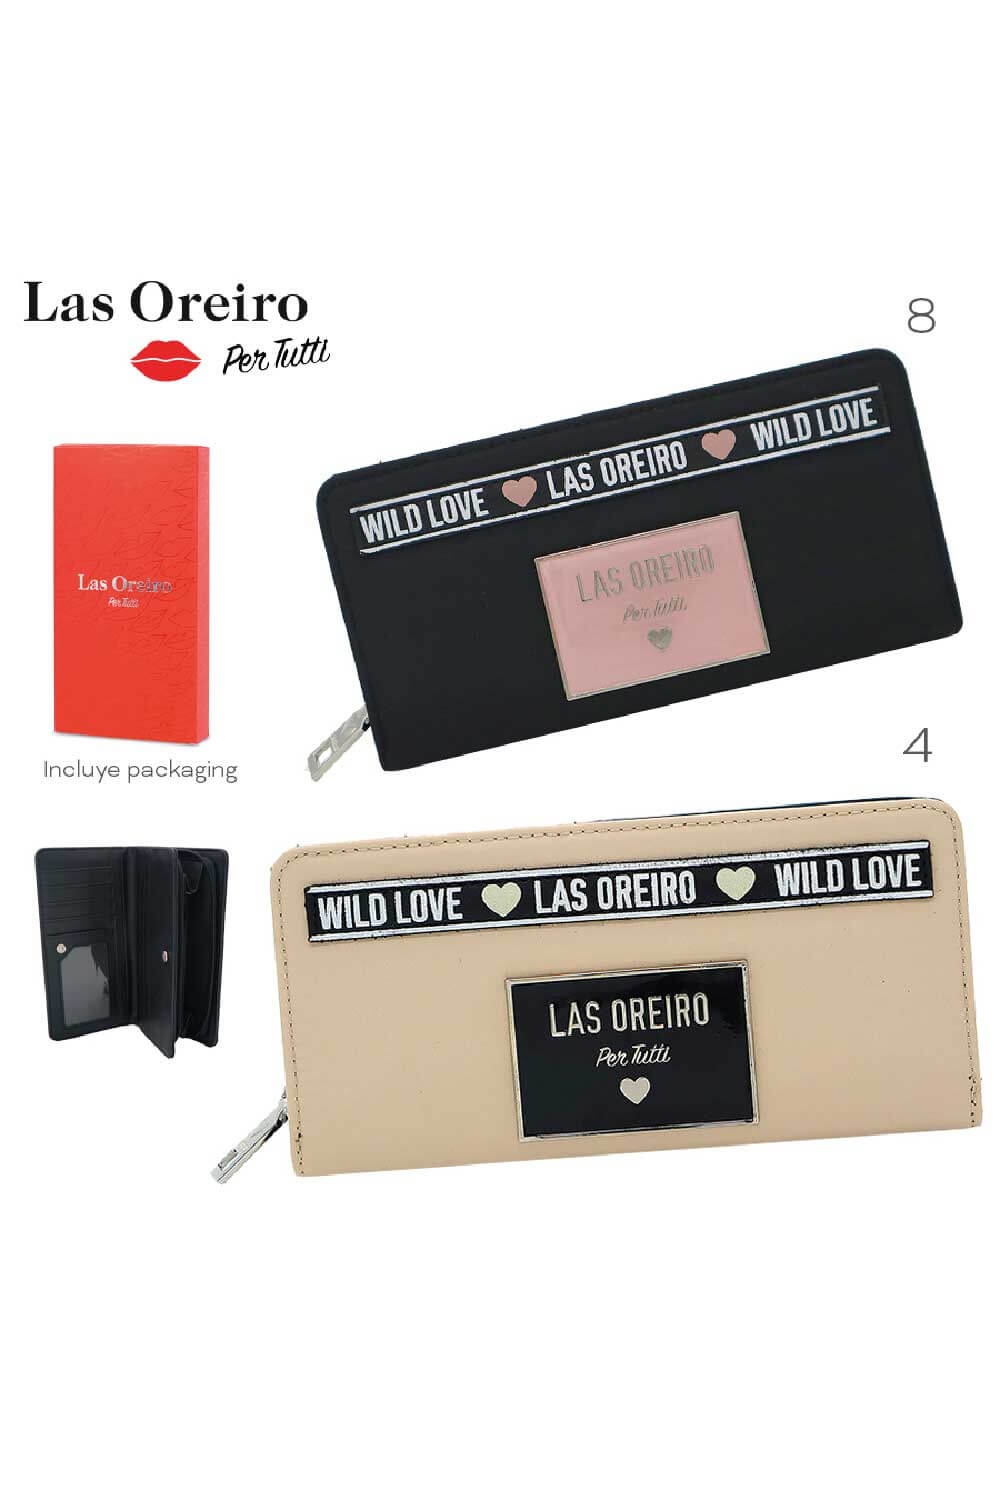 Las Oreiro
Per Tutti
8
WILD LOVE LAS OREIRO WILD LOVE
LAS OREIRO
Per Tutti
Las Oreiro
Per Tutti
Incluye packaging
4
WILD LOVE LAS OREIRO WILD LOVE
LAS OREIRO
Per Tutti